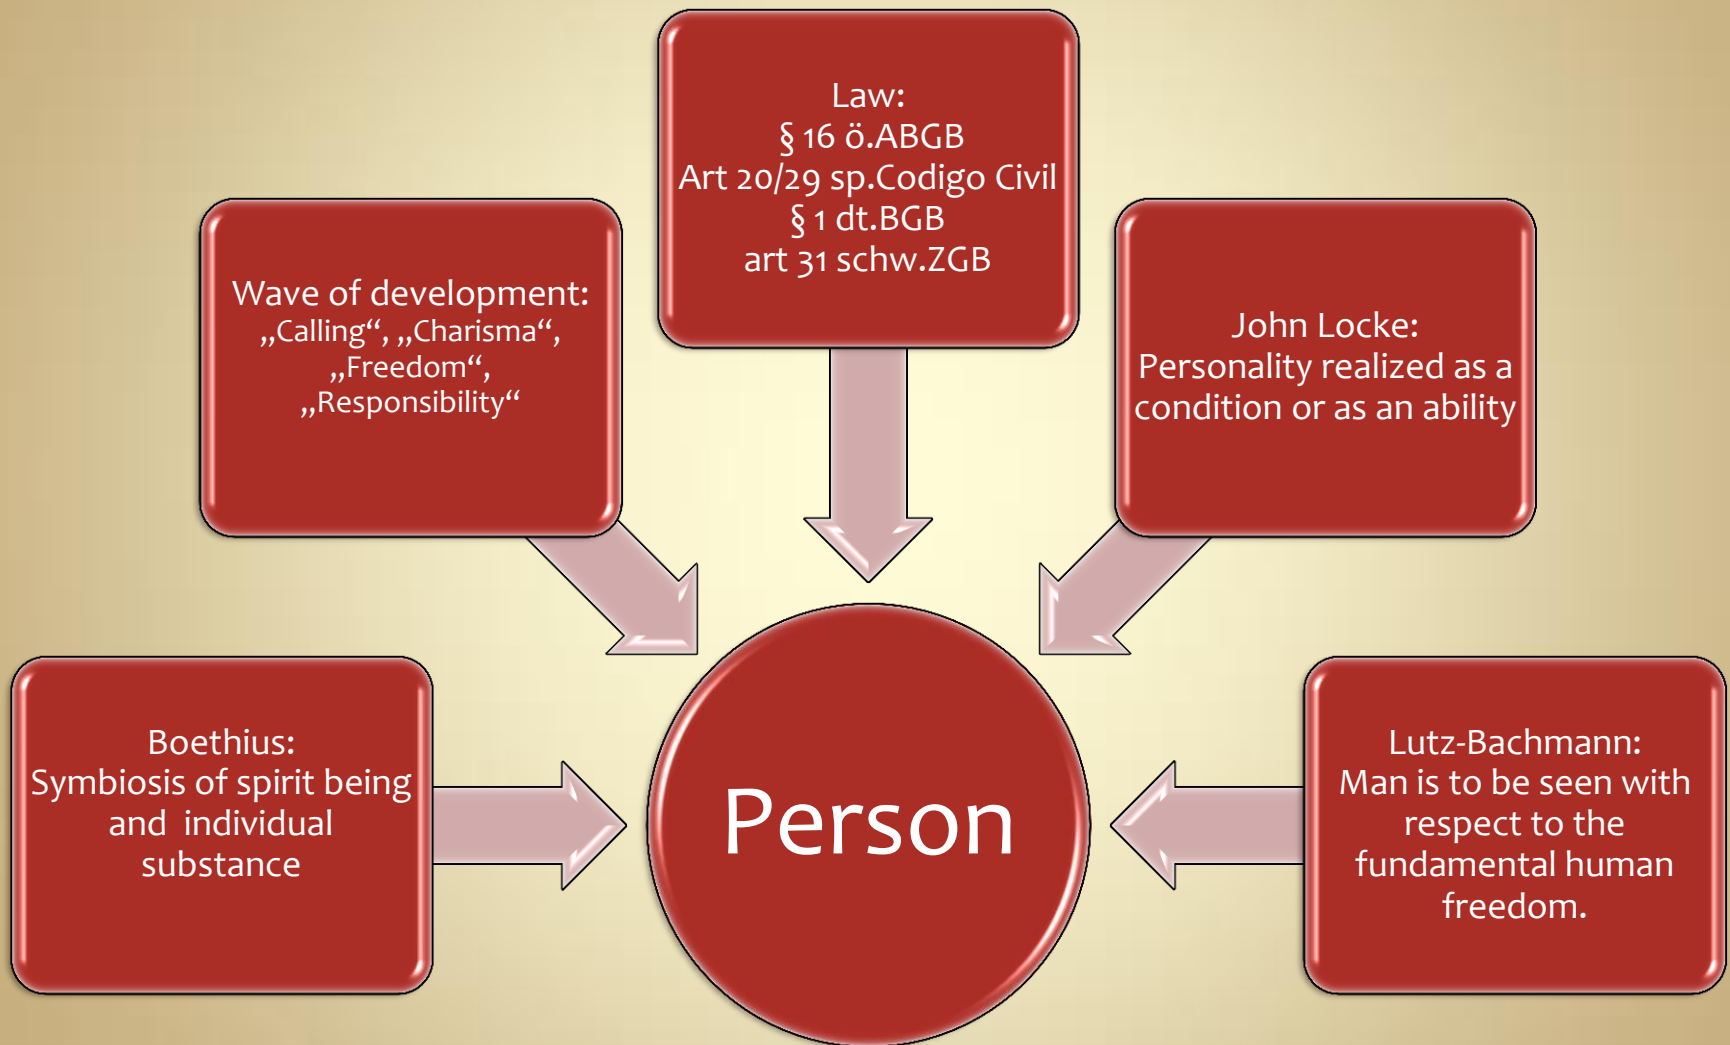 Law:
§ 16 ö.ABGB
Art 20/29 sp.Codigo Civil
§ 1 dt.BGB
art 31 schw.ZGB
Wave of development:
„Calling“, „Charisma“,
„Freedom“,
„Responsibility“
John Locke:
Personality realized as a
condition or as an ability
Boethius:
Symbiosis of spirit being
and individual
substance
Person
Lutz-Bachmann:
Man is to be seen with
respect to the
fundamental human
freedom.